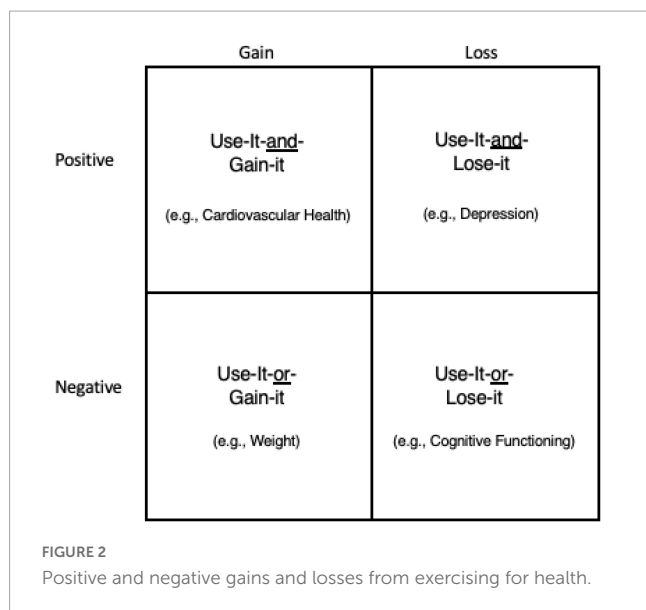 Gain Loss
Positive
Use-It-and-
Gain-it
(e.g., Cardiovascular Health)
Use-It-and-
Lose-it
(e.g., Depression)
Negative
Use-It-or-
Gain-it
(e.g., Weight)
Use-It-or-
Lose-it
(e.g., Cognitive Functioning)
FIGURE 2
Positive and negative gains and losses from exercising for health.